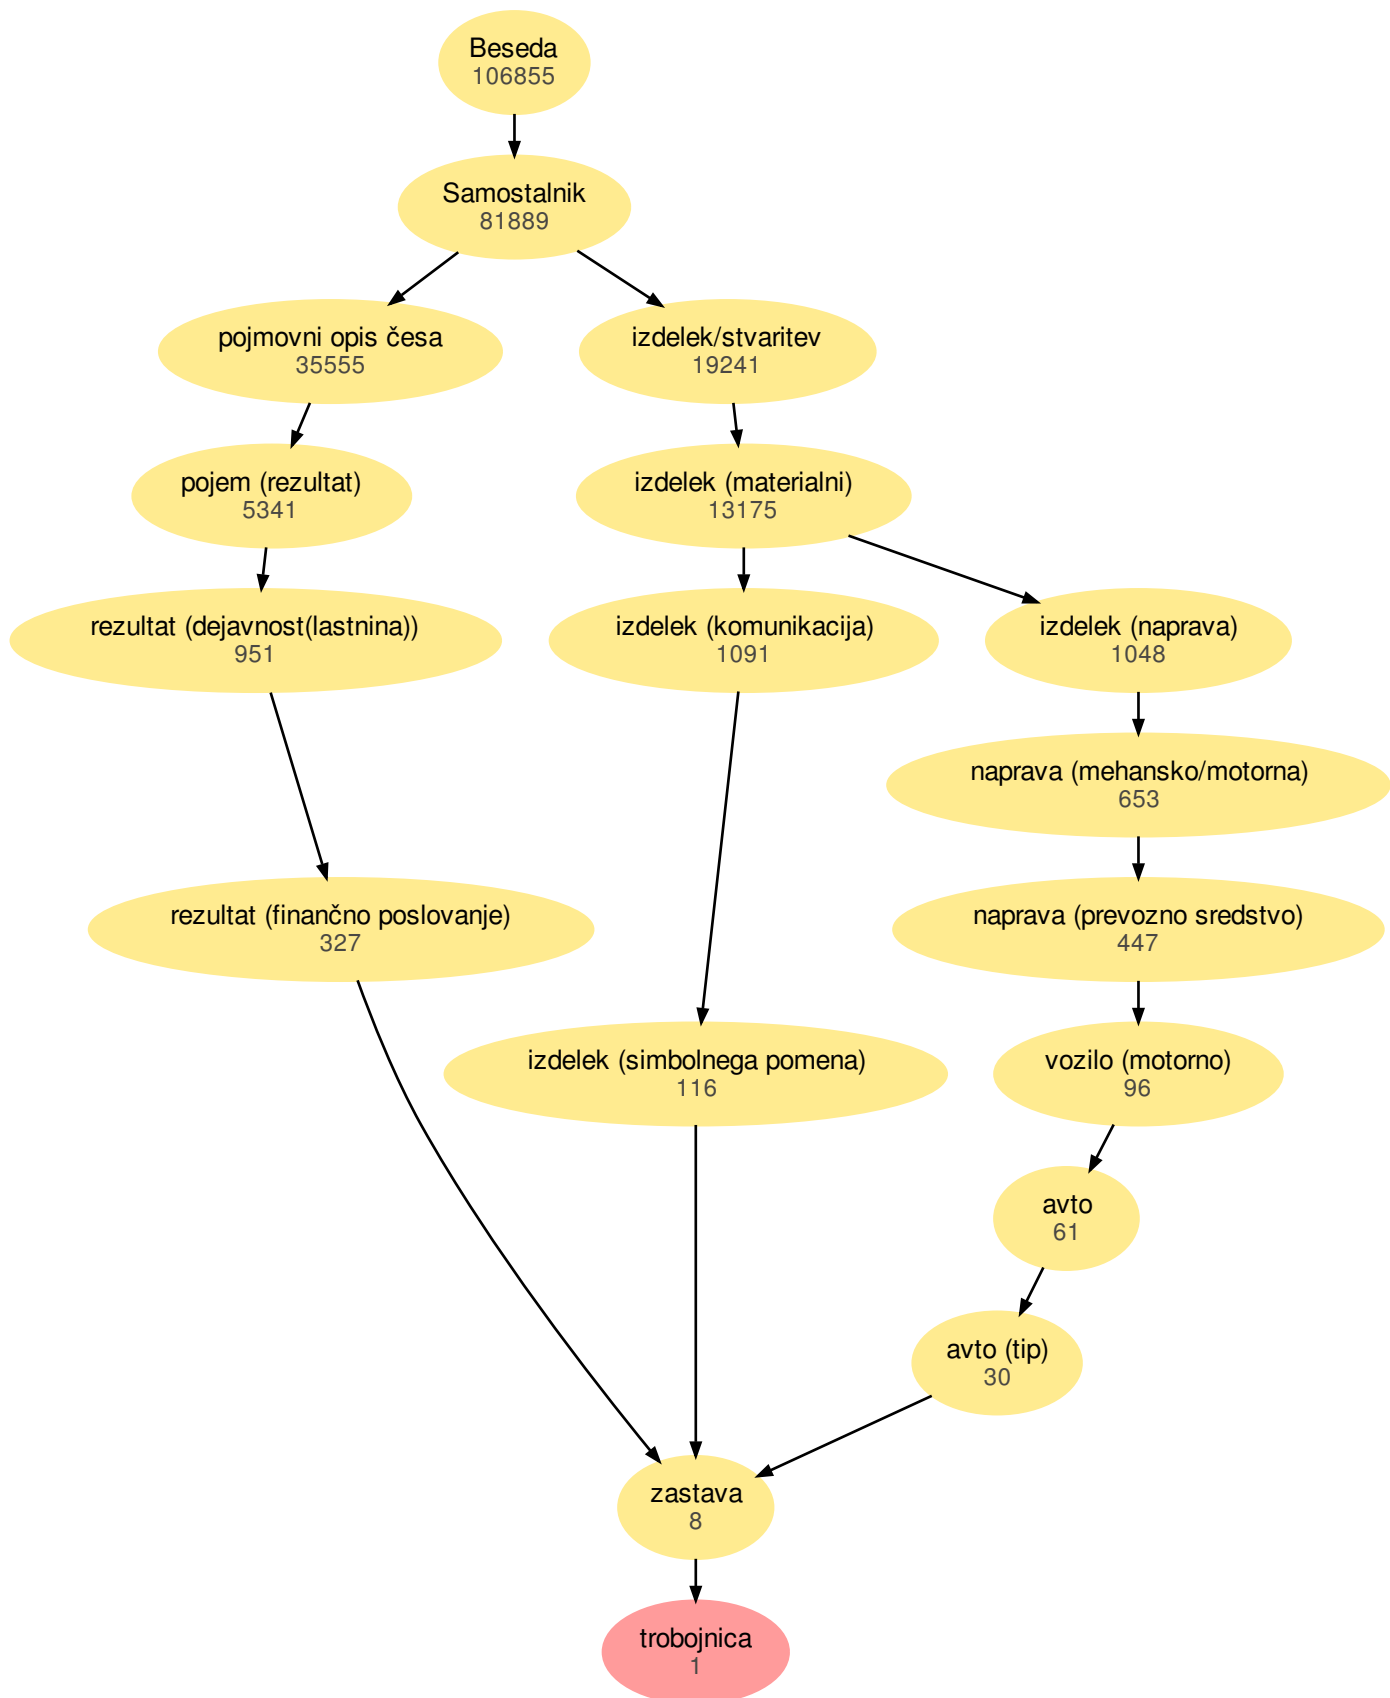 Beseda
106855
Samostalnik
81889
pojmovni opis česa
35555
izdelek/stvaritev
19241
pojem (rezultat)
5341
izdelek (materialni)
13175
rezultat (dejavnost(lastnina))
951
izdelek (komunikacija)
1091
izdelek (naprava)
1048
naprava (mehansko/motorna)
653
rezultat (finančno poslovanje)
327
naprava (prevozno sredstvo)
447
izdelek (simbolnega pomena)
116
vozilo (motorno)
96
avto
61
avto (tip)
30
zastava
8
trobojnica
1